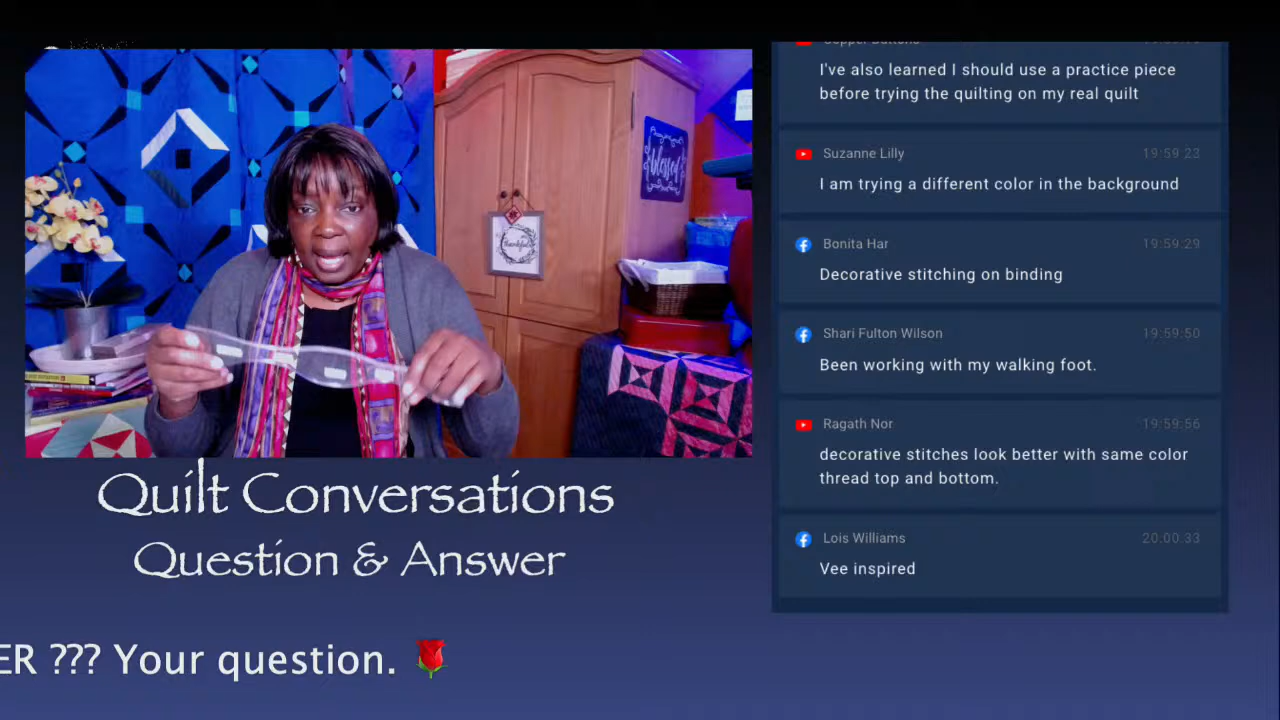 blessed
thankful
Quilt Conversations
Question & Answer
ER ??? Your question. 🌹
I've also learned I should use a practice piece
before trying the quilting on my real quilt
Suzanne Lilly 19:59:23
I am trying a different color in the background
Bonita Har 19:59:29
Decorative stitching on binding
Shari Fulton Wilson 19:59:50
Been working with my walking foot.
Ragath Nor 19:59:56
decorative stitches look better with same color
thread top and bottom.
Lois Williams 20:00:33
Vee inspired